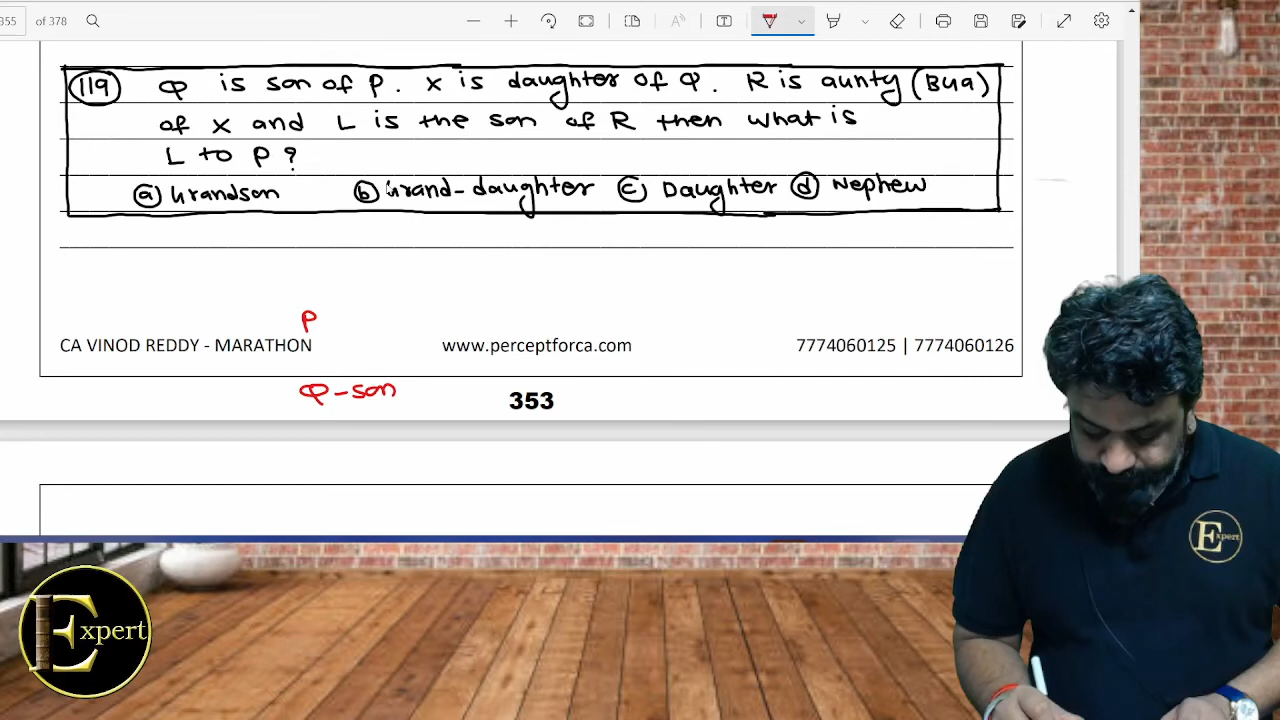 355 of 378
119 Q is son of P. X is daughter of Q. R is aunty (Bua)
of X and L is the son of R then what is
L to P?
a Grandson b Grand-daughter c Daughter d Nephew
P
CA VINOD REDDY - MARATHON www.perceptforca.com 7774060125 | 7774060126
Q - son
353
Expert
Expert